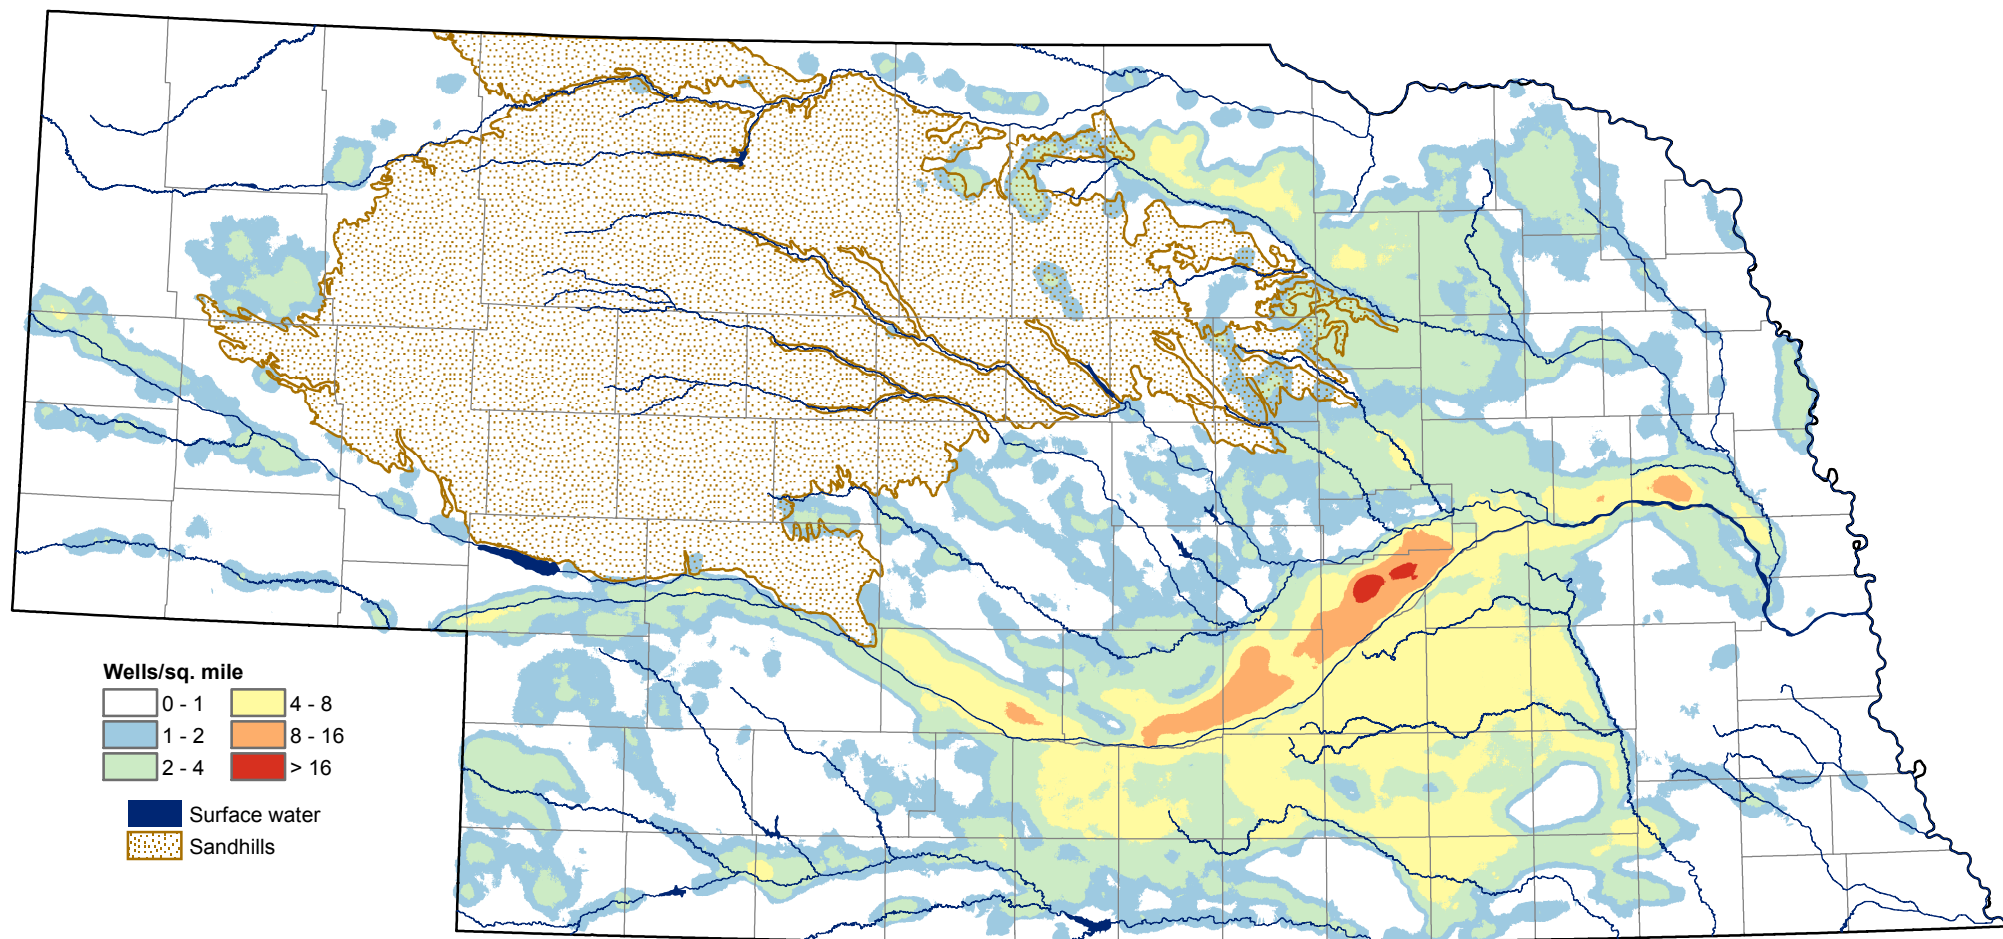 Wells/sq. mile
0 - 1
4 - 8
1 - 2
8 - 16
2 - 4
> 16
Surface water
Sandhills